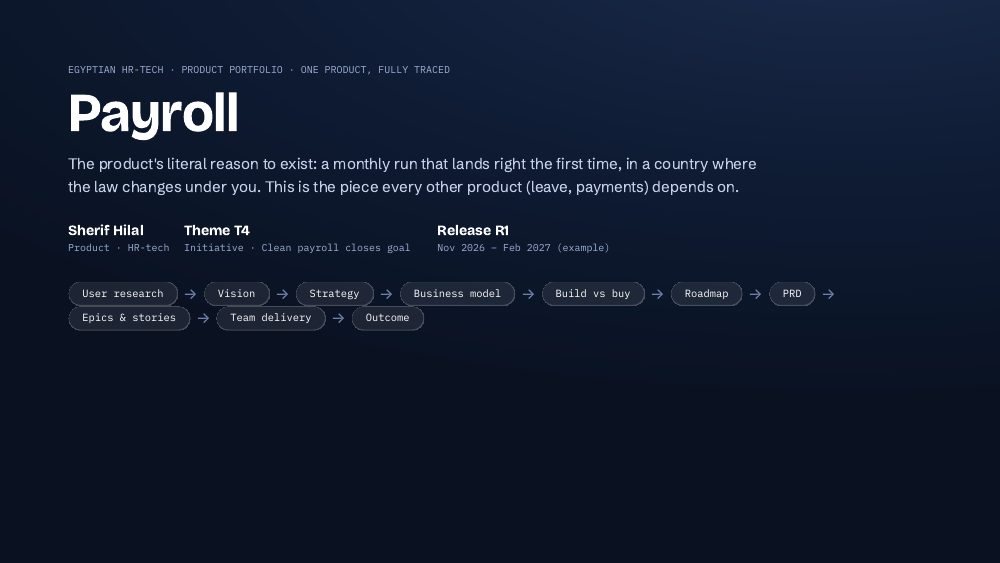 EGYPTIAN HR-TECH · PRODUCT PORTFOLIO · ONE PRODUCT, FULLY TRACED
Payroll
The product's literal reason to exist: a monthly run that lands right the first time, in a country where
the law changes under you. This is the piece every other product (leave, payments) depends on.
Sherif Hilal Theme T4 Release R1
Product · HR-tech Initiative · Clean payroll closes goal Nov 2026 – Feb 2027 (example)
User research → Vision → Strategy → Business model → Build vs buy → Roadmap → PRD →
Epics & stories → Team delivery → Outcome